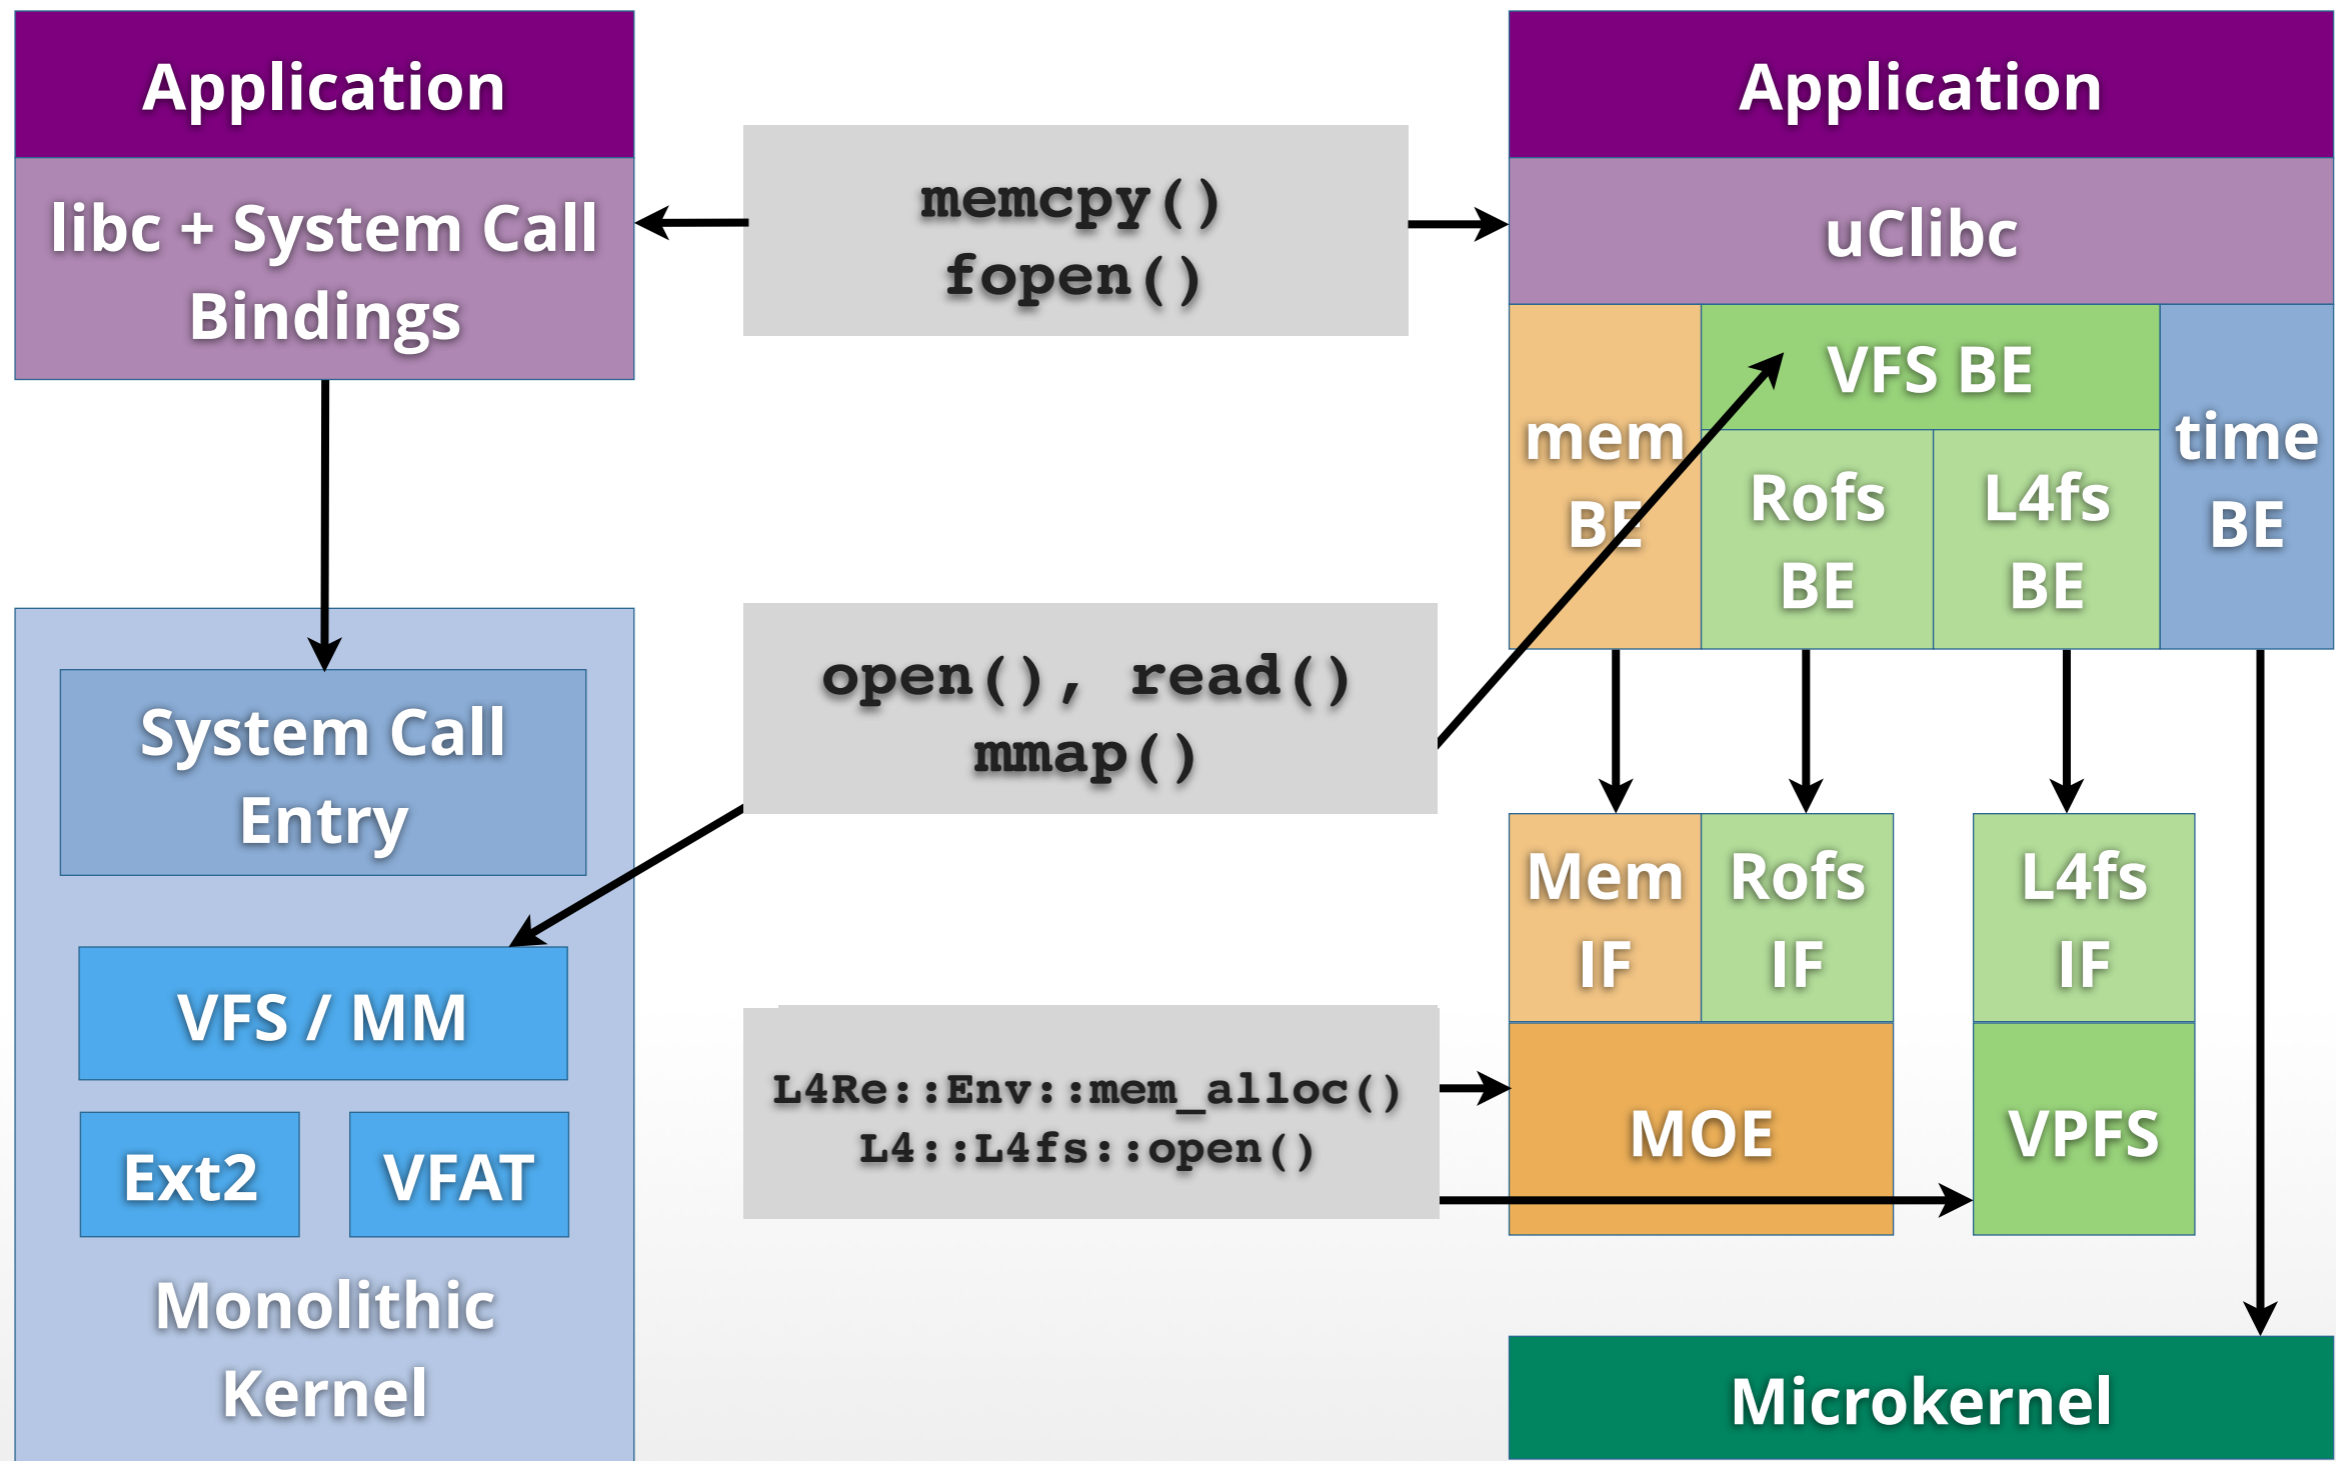 Application
libc + System Call
Bindings
System Call
Entry
VFS / MM
Ext2
VFAT
Monolithic
Kernel
memcpy()
fopen()
open(), read()
mmap()
L4Re::Env::mem_alloc()
L4::L4fs::open()
Application
uClibc
mem
BE
VFS BE
Rofs
BE
L4fs
BE
time
BE
Mem
IF
Rofs
IF
L4fs
IF
MOE
VPFS
Microkernel